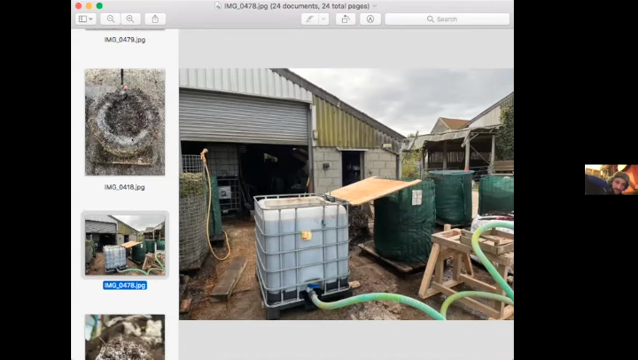 IMG_0478.jpg (24 documents, 24 total pages)
Search
IMG_0479.jpg
IMG_0418.jpg
IMG_0478.jpg